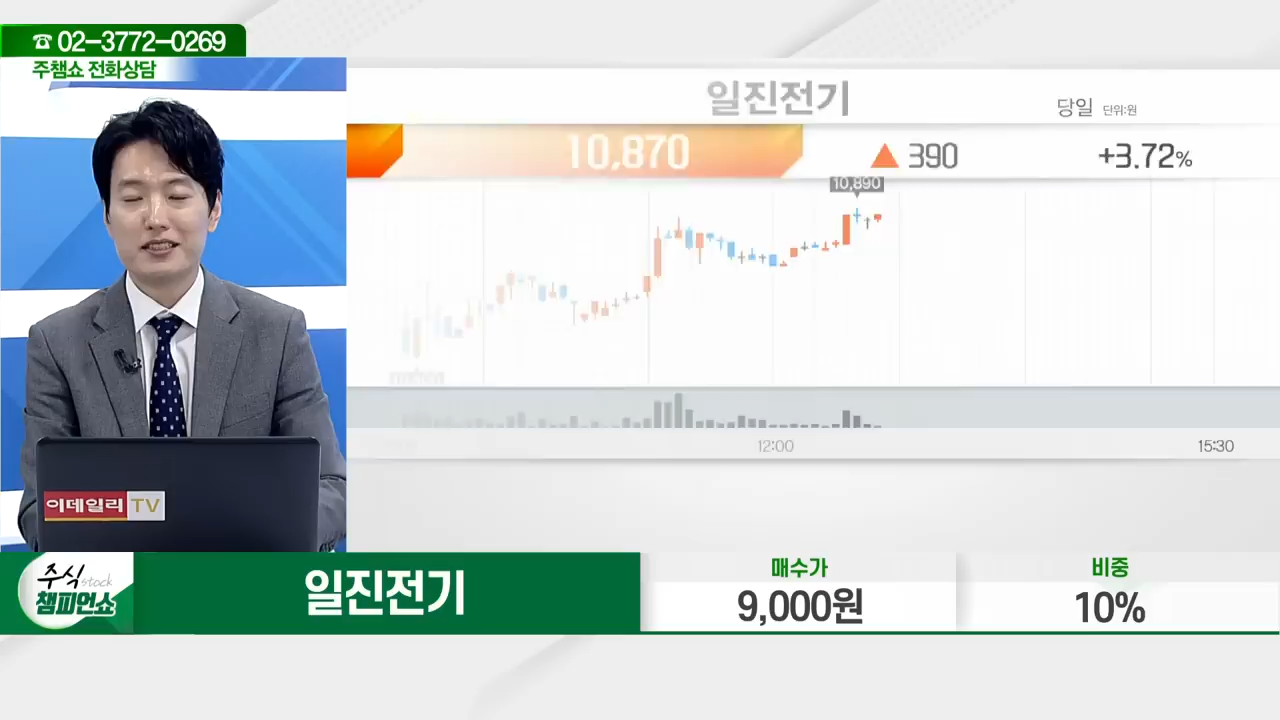 ☎ 02-3772-0269
주챔쇼 전화상담
일진전기
당일 단위:원
10,870 ▲ 390 +3.72%
10,890
12:00 15:30
이데일리 TV
주식 stock
챔피언쇼
일진전기
매수가
9,000원
비중
10%